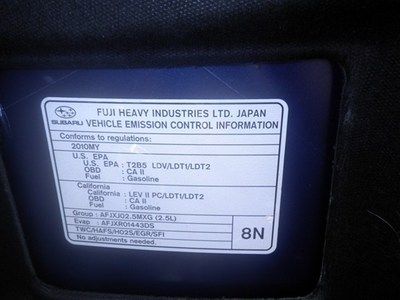 SUBARU
FUJI HEAVY INDUSTRIES LTD. JAPAN
VEHICLE EMISSION CONTROL INFORMATION
Conforms to regulations:
2010MY
U.S. EPA
U.S. EPA : T2B5 LDV/LDT1/LDT2
OBD : CA II
Fuel : Gasoline
California
California : LEV II PC/LDT1/LDT2
OBD : CA II
Fuel : Gasoline
Group : AFJXJ02.5MXG (2.5L)
Evap : AFJXR01443DS
TWC/HAFS/HO2S/EGR/SFI
No adjustments needed.
8N